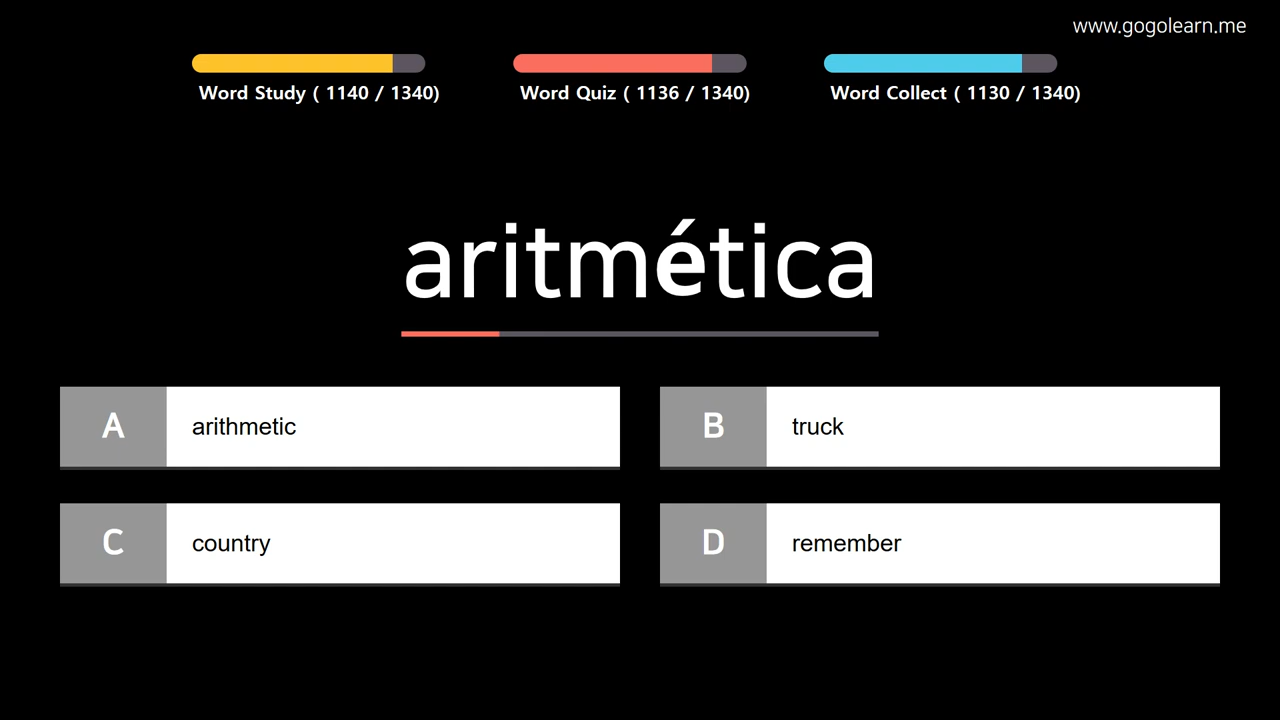 www.gogolearn.me
Word Study ( 1140 / 1340)
Word Quiz ( 1136 / 1340)
Word Collect ( 1130 / 1340)
aritmética
A arithmetic
B truck
C country
D remember